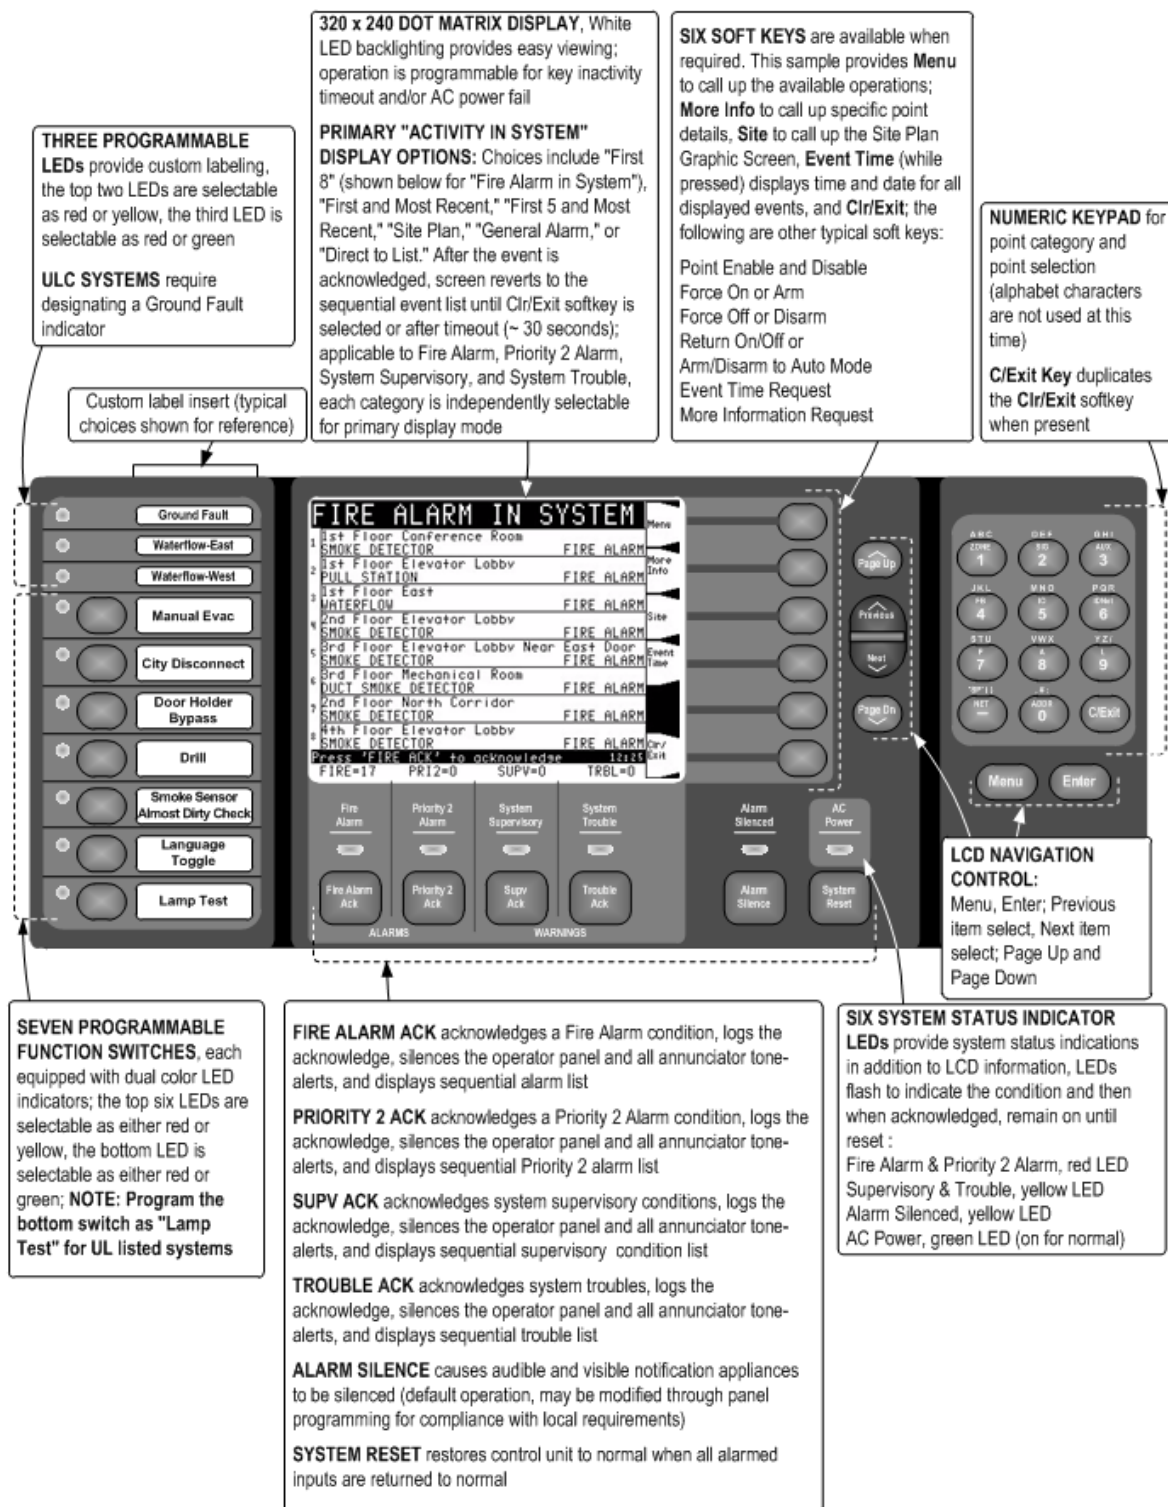 320 x 240 DOT MATRIX DISPLAY, White
LED backlighting provides easy viewing;
operation is programmable for key inactivity
timeout and/or AC power fail
PRIMARY "ACTIVITY IN SYSTEM"
DISPLAY OPTIONS: Choices include "First
8" (shown below for "Fire Alarm in System"),
"First and Most Recent," "First 5 and Most
Recent," "Site Plan," "General Alarm," or
"Direct to List." After the event is
acknowledged, screen reverts to the
sequential event list until Clr/Exit softkey is
selected or after timeout (~ 30 seconds);
applicable to Fire Alarm, Priority 2 Alarm,
System Supervisory, and System Trouble,
each category is independently selectable
for primary display mode
SIX SOFT KEYS are available when
required. This sample provides Menu
to call up the available operations;
More Info to call up specific point
details, Site to call up the Site Plan
Graphic Screen, Event Time (while
pressed) displays time and date for all
displayed events, and Clr/Exit; the
following are other typical soft keys:
Point Enable and Disable
Force On or Arm
Force Off or Disarm
Return On/Off or
Arm/Disarm to Auto Mode
Event Time Request
More Information Request
THREE PROGRAMMABLE
LEDs provide custom labeling,
the top two LEDs are selectable
as red or yellow, the third LED is
selectable as red or green
ULC SYSTEMS require
designating a Ground Fault
indicator
NUMERIC KEYPAD for
point category and
point selection
(alphabet characters
are not used at this
time)
C/Exit Key duplicates
the Clr/Exit softkey
when present
Custom label insert (typical
choices shown for reference)
Ground Fault
Waterflow-East
Waterflow-West
Manual Evac
City Disconnect
Door Holder
Bypass
Drill
Smoke Sensor
Almost Dirty Check
Language
Toggle
Lamp Test
FIRE ALARM IN SYSTEM
1 1st Floor Conference Room
SMOKE DETECTOR FIRE ALARM
2 1st Floor Elevator Lobby
PULL STATION FIRE ALARM
3 1st Floor East
WATERFLOW FIRE ALARM
4 2nd Floor Elevator Lobby
SMOKE DETECTOR FIRE ALARM
5 3rd Floor Elevator Lobby Near East Door
SMOKE DETECTOR FIRE ALARM
6 3rd Floor Mechanical Room
DUCT SMOKE DETECTOR FIRE ALARM
7 2nd Floor North Corridor
SMOKE DETECTOR FIRE ALARM
8 4th Floor Elevator Lobby
SMOKE DETECTOR FIRE ALARM
Press 'FIRE ACK' to acknowledge 12:25
FIRE=17 PRI2=0 SUPV=0 TRBL=0
Menu
More
Info
Site
Event
Time
Clr/
Exit
Page Up
Previous
Next
Page Dn
ABC DEF GHI
ZONE SIG AUX
1 2 3
JKL MNO PQR
FB IO IDNet
4 5 6
STU VWX YZ/
P A L
7 8 9
NET ADDR
– 0 C/Exit
Menu Enter
Fire
Alarm
Priority 2
Alarm
System
Supervisory
System
Trouble
Alarm
Silenced
AC
Power
Fire Alarm
Ack
Priority 2
Ack
Supv
Ack
Trouble
Ack
Alarm
Silence
System
Reset
ALARMS WARNINGS
LCD NAVIGATION
CONTROL:
Menu, Enter; Previous
item select, Next item
select; Page Up and
Page Down
SEVEN PROGRAMMABLE
FUNCTION SWITCHES, each
equipped with dual color LED
indicators; the top six LEDs are
selectable as either red or
yellow, the bottom LED is
selectable as either red or
green; NOTE: Program the
bottom switch as "Lamp
Test" for UL listed systems
FIRE ALARM ACK acknowledges a Fire Alarm condition, logs the
acknowledge, silences the operator panel and all annunciator tone-
alerts, and displays sequential alarm list
PRIORITY 2 ACK acknowledges a Priority 2 Alarm condition, logs the
acknowledge, silences the operator panel and all annunciator tone-
alerts, and displays sequential Priority 2 alarm list
SUPV ACK acknowledges system supervisory conditions, logs the
acknowledge, silences the operator panel and all annunciator tone-
alerts, and displays sequential supervisory condition list
TROUBLE ACK acknowledges system troubles, logs the
acknowledge, silences the operator panel and all annunciator tone-
alerts, and displays sequential trouble list
ALARM SILENCE causes audible and visible notification appliances
to be silenced (default operation, may be modified through panel
programming for compliance with local requirements)
SYSTEM RESET restores control unit to normal when all alarmed
inputs are returned to normal
SIX SYSTEM STATUS INDICATOR
LEDs provide system status indications
in addition to LCD information, LEDs
flash to indicate the condition and then
when acknowledged, remain on until
reset :
Fire Alarm & Priority 2 Alarm, red LED
Supervisory & Trouble, yellow LED
Alarm Silenced, yellow LED
AC Power, green LED (on for normal)